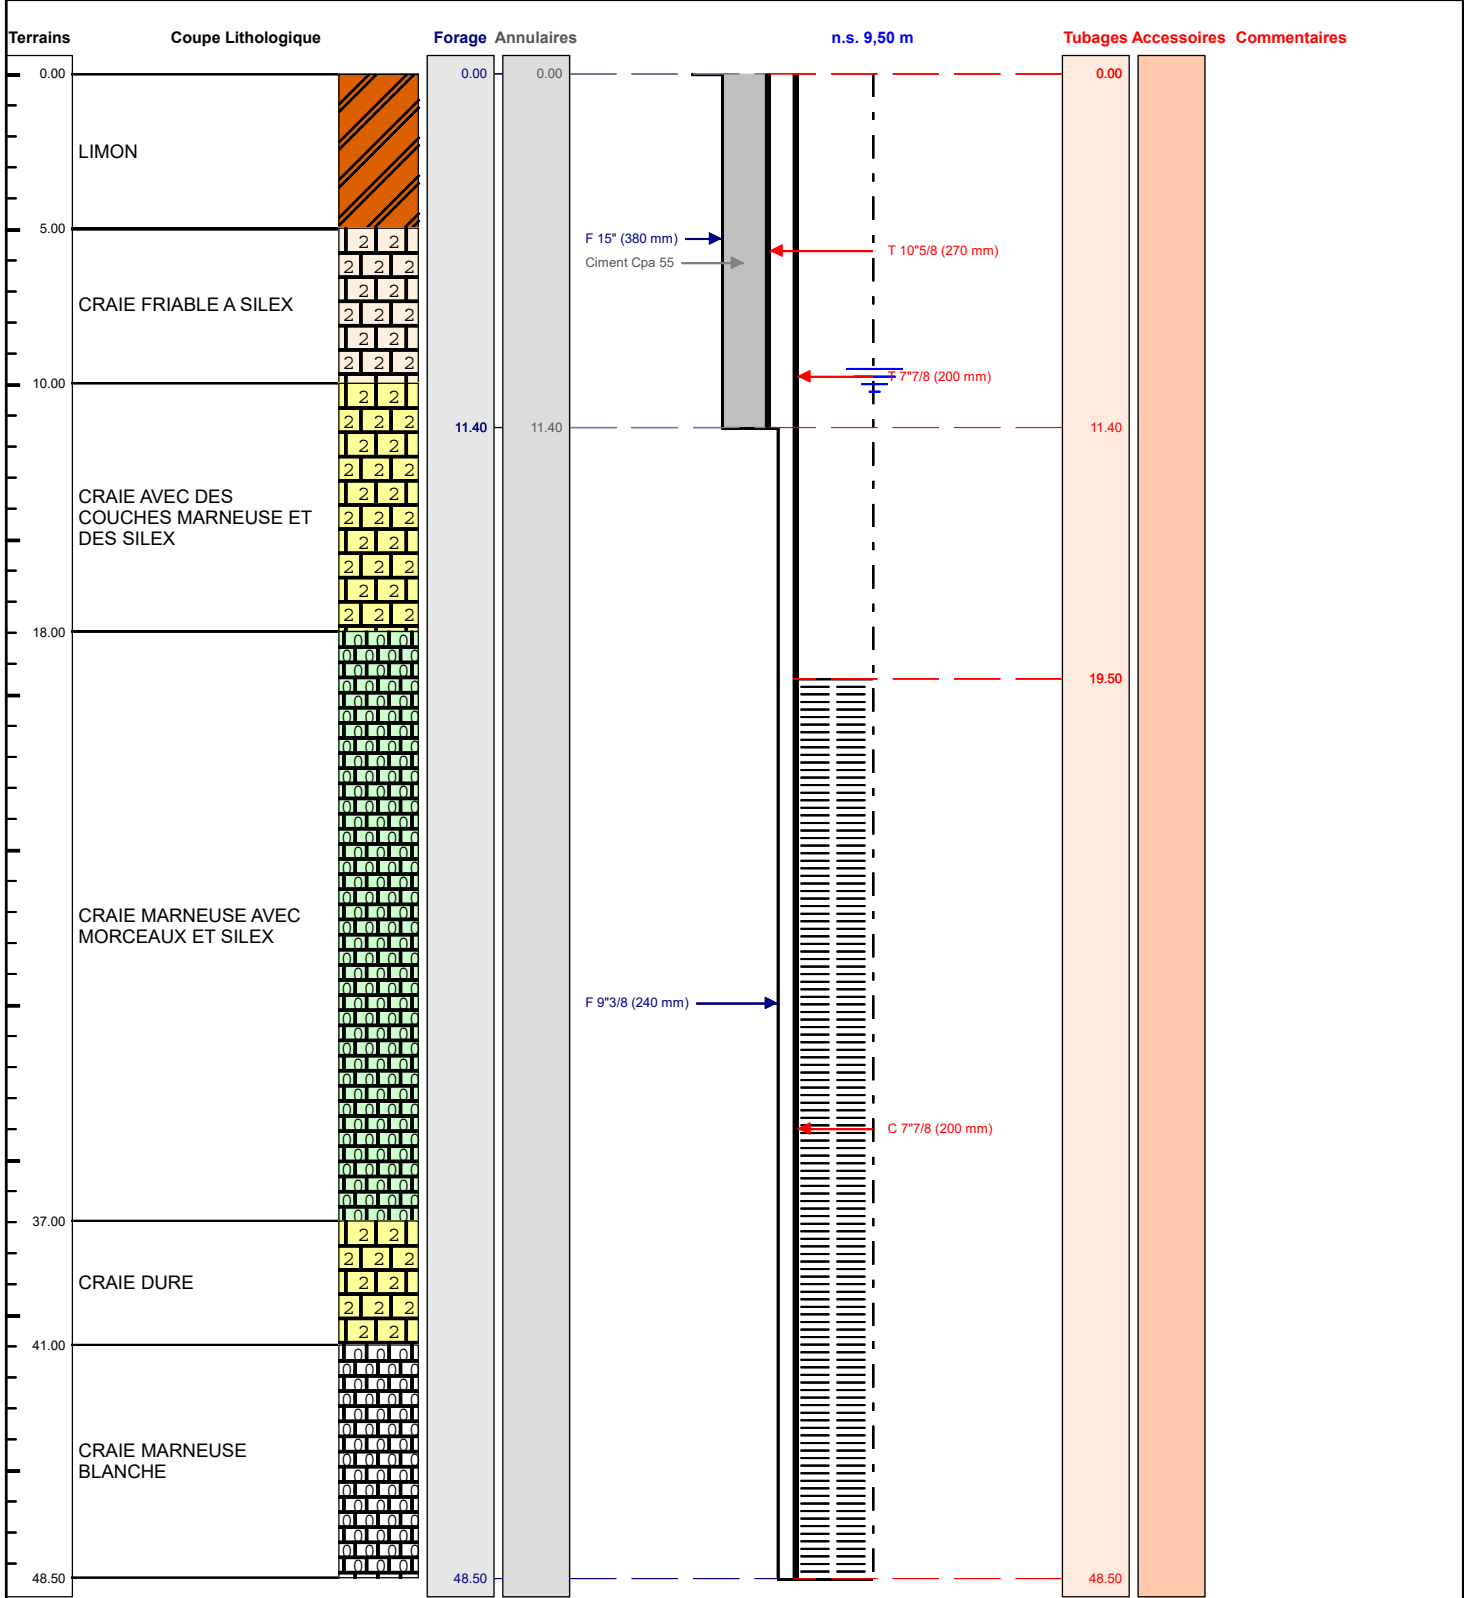 Terrains Coupe Lithologique Forage Annulaires n.s. 9,50 m Tubages Accessoires Commentaires
0.00 0.00 0.00 0.00
LIMON
5.00
F 15" (380 mm)
T 10"5/8 (270 mm)
Ciment Cpa 55
CRAIE FRIABLE A SILEX
T 7"7/8 (200 mm)
10.00
11.40 11.40 11.40
CRAIE AVEC DES
COUCHES MARNEUSE ET
DES SILEX
18.00
19.50
CRAIE MARNEUSE AVEC
MORCEAUX ET SILEX
F 9"3/8 (240 mm)
C 7"7/8 (200 mm)
37.00
CRAIE DURE
41.00
CRAIE MARNEUSE
BLANCHE
48.50 48.50 48.50